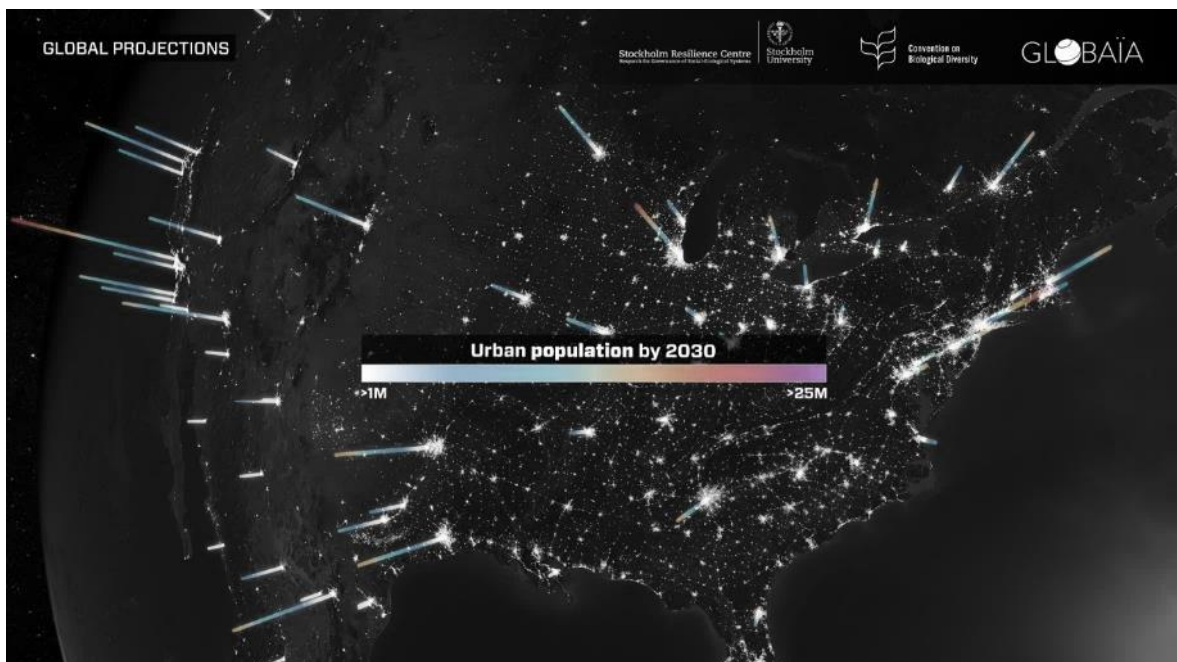 GLOBAL PROJECTIONS
Stockholm Resilience Centre
Stockholm
University
Convention on
Biological Diversity
GLOBAÏA
Urban population by 2030
>1M
>25M